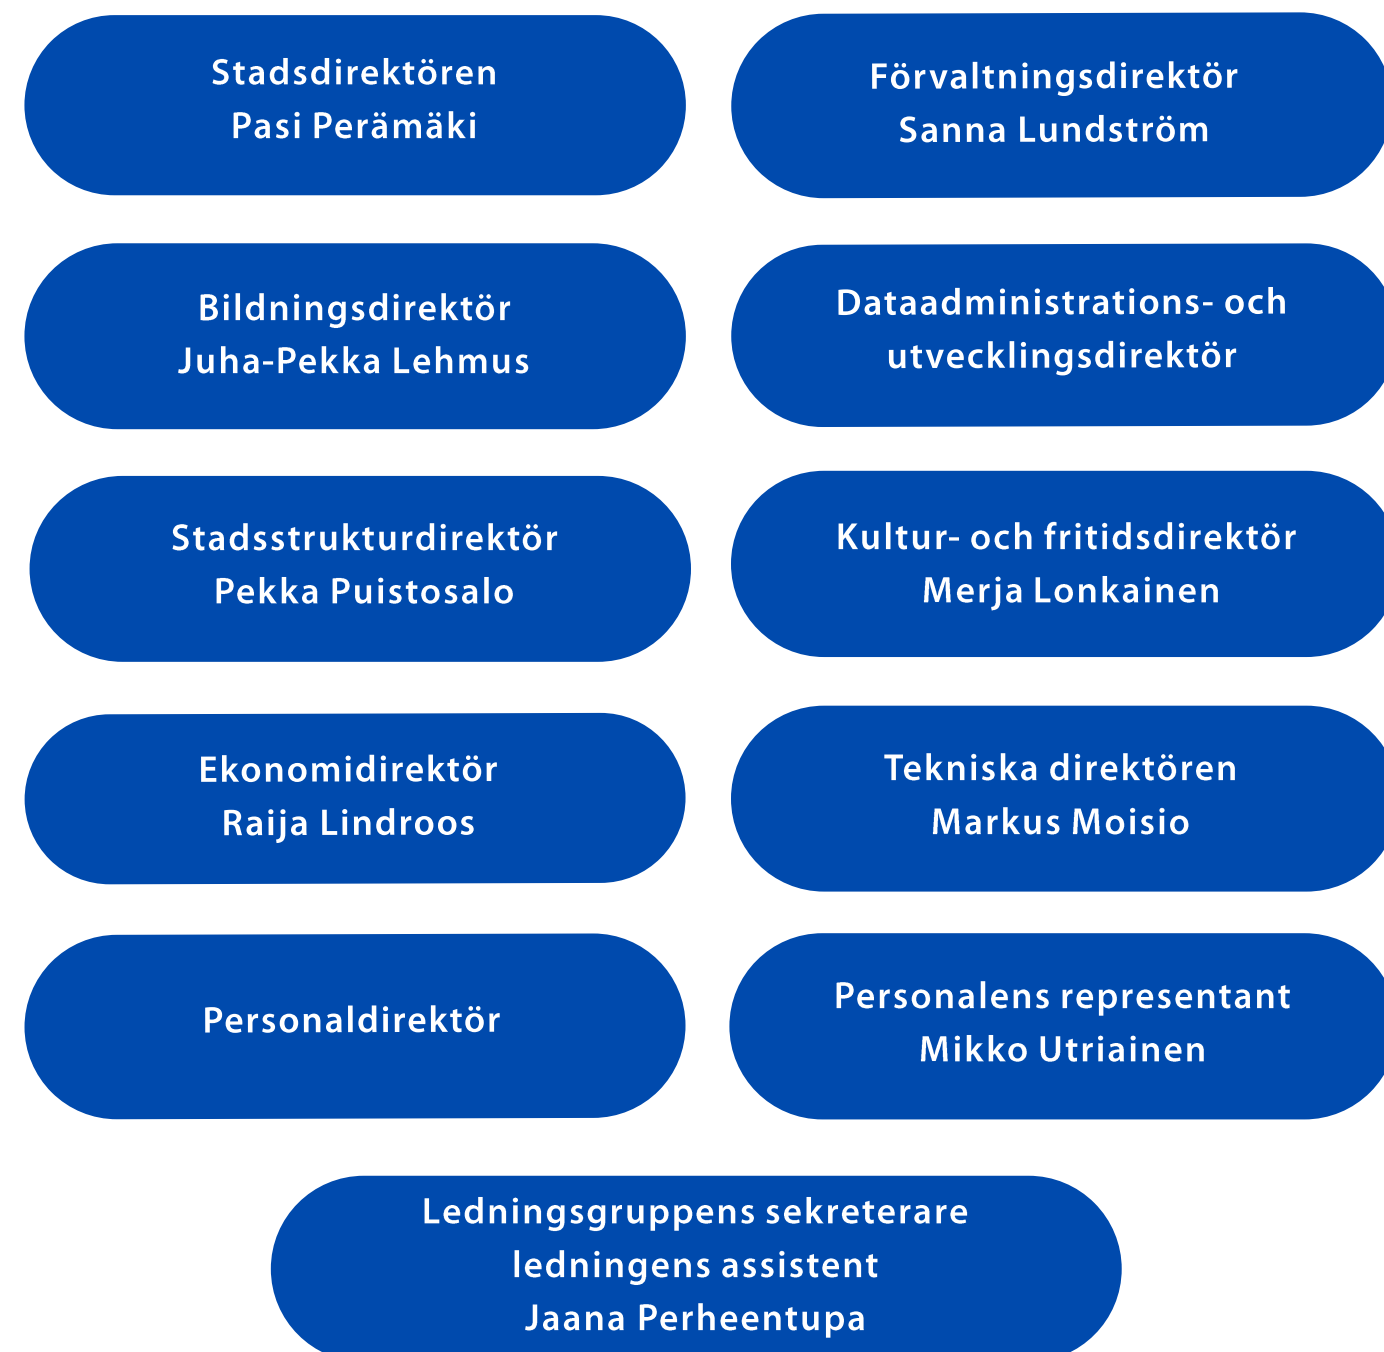 Stadsdirektören
Pasi Perämäki
Förvaltningsdirektör
Sanna Lundström
Bildningsdirektör
Juha-Pekka Lehmus
Dataadministrations- och
utvecklingsdirektör
Stadsstrukturdirektör
Pekka Puistosalo
Kultur- och fritidsdirektör
Merja Lonkainen
Ekonomidirektör
Raija Lindroos
Tekniska direktören
Markus Moisio
Personaldirektör
Personalens representant
Mikko Utriainen
Ledningsgruppens sekreterare
ledningens assistent
Jaana Perheentupa